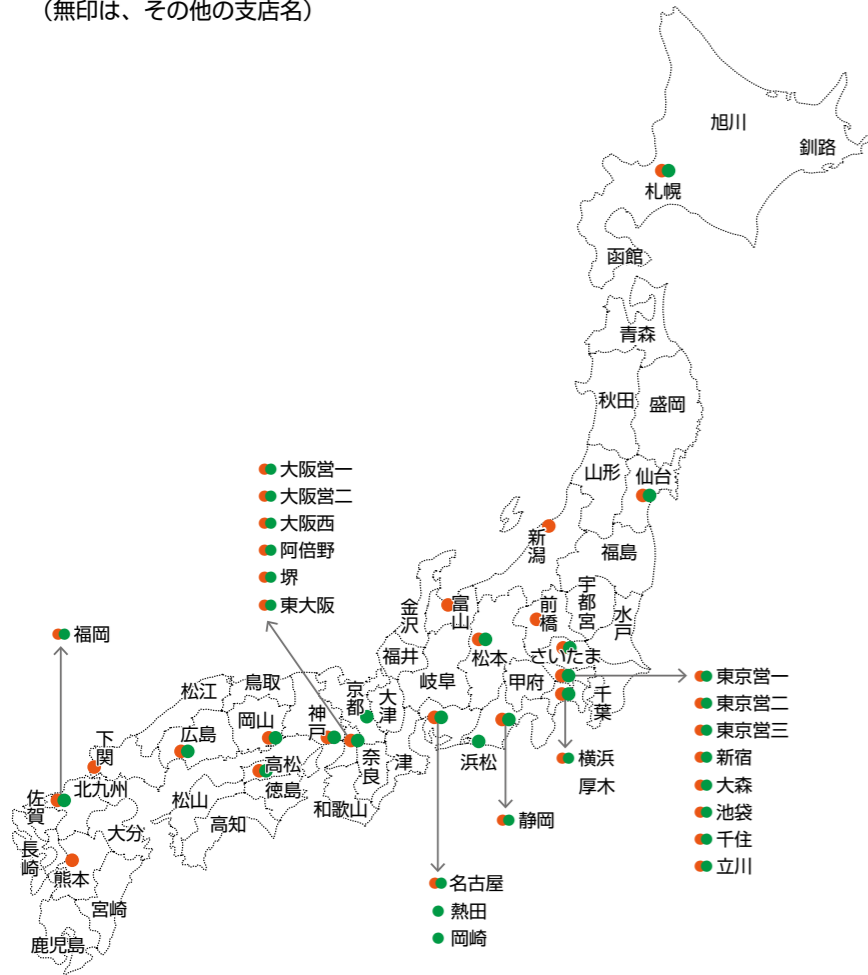 （無印は、その他の支店名）
旭川
釧路
札幌
函館
青森
秋田
盛岡
山形
仙台
新潟
福島
宇都宮
水戸
前橋
富山
金沢
松本
さいたま
福井
岐阜
甲府
千葉
大阪営一
大阪営二
大阪西
阿倍野
堺
東大阪
福岡
京都
大津
鳥取
松江
岡山
神戸
広島
下関
高松
奈良
津
浜松
北九州
徳島
佐賀
松山
和歌山
高知
大分
長崎
熊本
宮崎
鹿児島
東京営一
東京営二
東京営三
新宿
大森
池袋
千住
立川
横浜
厚木
静岡
名古屋
熱田
岡崎